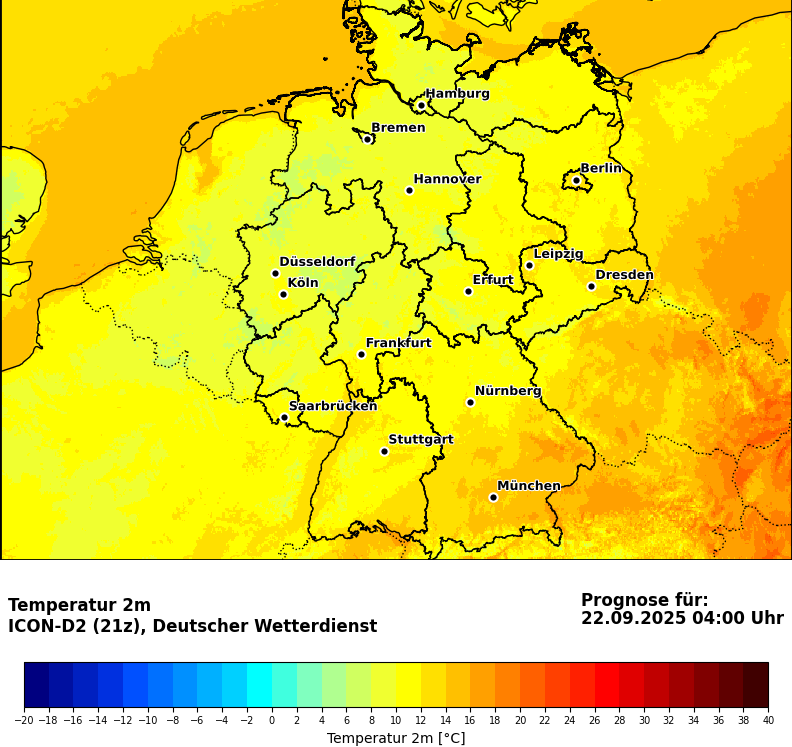 Hamburg
Bremen
Berlin
Hannover
Leipzig
Düsseldorf
Dresden
Erfurt
Köln
Frankfurt
Nürnberg
Saarbrücken
Stuttgart
München
Temperatur 2m
ICON-D2 (21z), Deutscher Wetterdienst
Prognose für:
22.09.2025 04:00 Uhr
−20 −18 −16 −14 −12 −10 −8 −6 −4 −2 0 2 4 6 8 10 12 14 16 18 20 22 24 26 28 30 32 34 36 38 40
Temperatur 2m [°C]